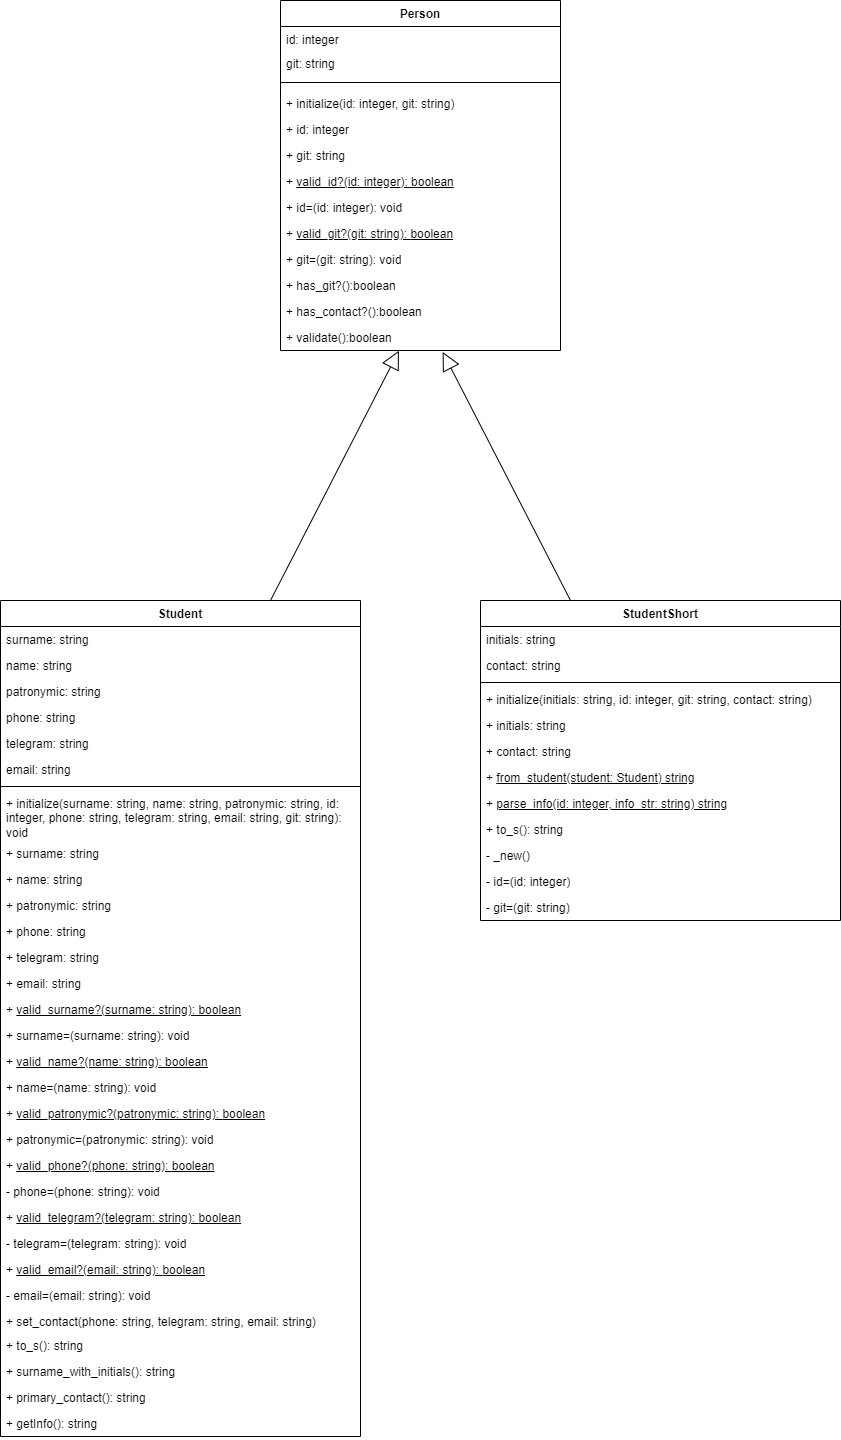 Person
id: integer
git: string
+ initialize(id: integer, git: string)
+ id: integer
+ git: string
+ valid_id?(id: integer): boolean
+ id=(id: integer): void
+ valid_git?(git: string): boolean
+ git=(git: string): void
+ has_git?():boolean
+ has_contact?():boolean
+ validate():boolean
Student
surname: string
name: string
patronymic: string
phone: string
telegram: string
email: string
+ initialize(surname: string, name: string, patronymic: string, id:
integer, phone: string, telegram: string, email: string, git: string):
void
+ surname: string
+ name: string
+ patronymic: string
+ phone: string
+ telegram: string
+ email: string
+ valid_surname?(surname: string): boolean
+ surname=(surname: string): void
+ valid_name?(name: string): boolean
+ name=(name: string): void
+ valid_patronymic?(patronymic: string): boolean
+ patronymic=(patronymic: string): void
+ valid_phone?(phone: string): boolean
- phone=(phone: string): void
+ valid_telegram?(telegram: string): boolean
- telegram=(telegram: string): void
+ valid_email?(email: string): boolean
- email=(email: string): void
+ set_contact(phone: string, telegram: string, email: string)
+ to_s(): string
+ surname_with_initials(): string
+ primary_contact(): string
+ getInfo(): string
StudentShort
initials: string
contact: string
+ initialize(initials: string, id: integer, git: string, contact: string)
+ initials: string
+ contact: string
+ from_student(student: Student) string
+ parse_info(id: integer, info_str: string) string
+ to_s(): string
- _new()
- id=(id: integer)
- git=(git: string)